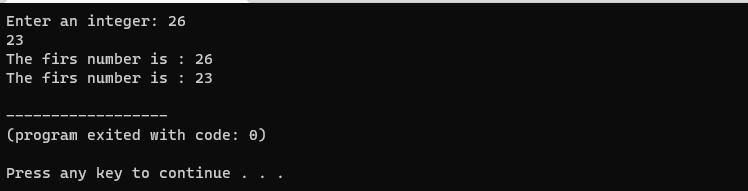 Enter an integer: 26
23
The firs number is : 26
The firs number is : 23
------------------
(program exited with code: 0)
Press any key to continue . . .